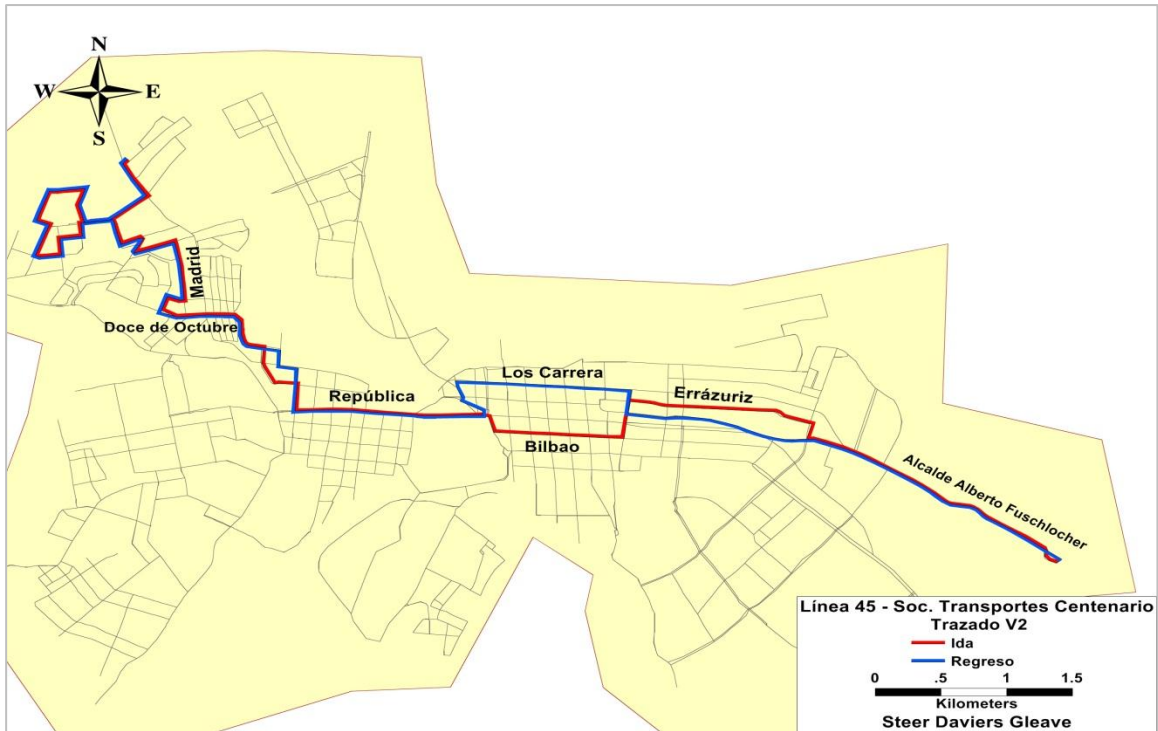 N
W E
S
Madrid
Doce de Octubre
República
Los Carrera
Errázuriz
Bilbao
Alcalde Alberto Fuschlocher
Línea 45 - Soc. Transportes Centenario
Trazado V2
Ida
Regreso
0 .5 1 1.5
Kilometers
Steer Daviers Gleave